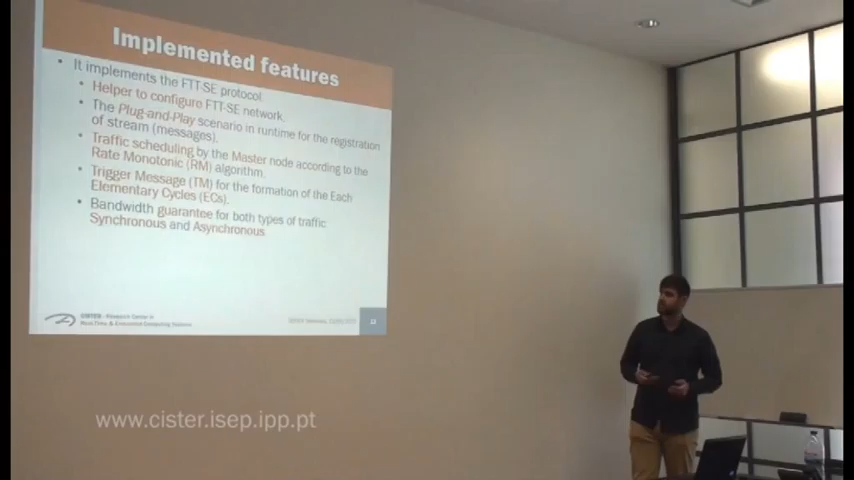 Implemented features
• It implements the FTT-SE protocol
• Helper to configure FTT-SE network.
• The Plug-and-Play scenario in runtime for the registration
of stream (messages).
• Traffic scheduling by the Master node according to the
Rate Monotonic (RM) algorithm.
• Trigger Message (TM) for the formation of the Each
Elementary Cycles (ECs).
• Bandwidth guarantee for both types of traffic
Synchronous and Asynchronous.
CISTER - Research Center in
Real-Time & Embedded Computing Systems
www.cister.isep.ipp.pt